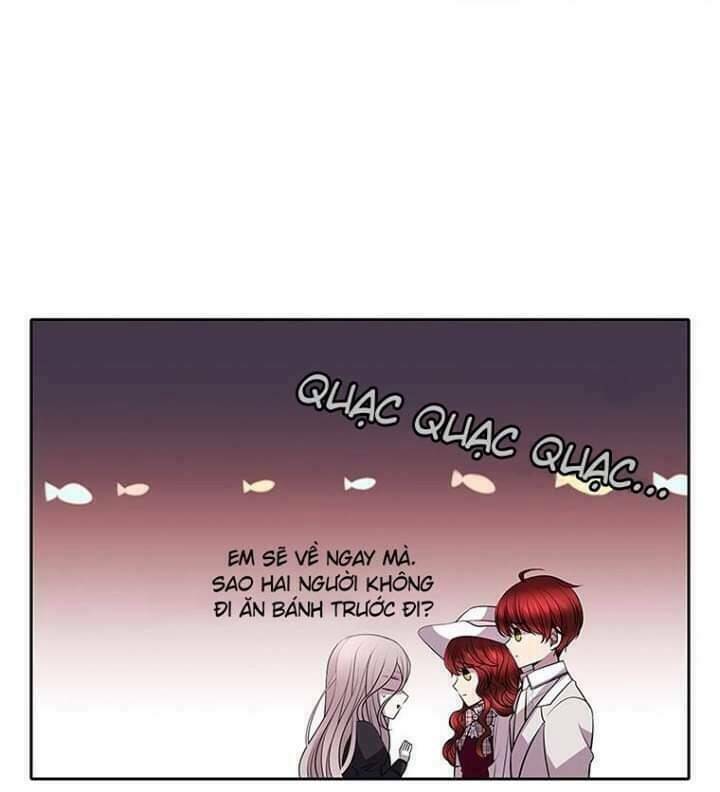 QUẠC QUẠC QUẠC...
EM SẼ VỀ NGAY MÀ.
SAO HAI NGƯỜI KHÔNG
ĐI ĂN BÁNH TRƯỚC ĐI?